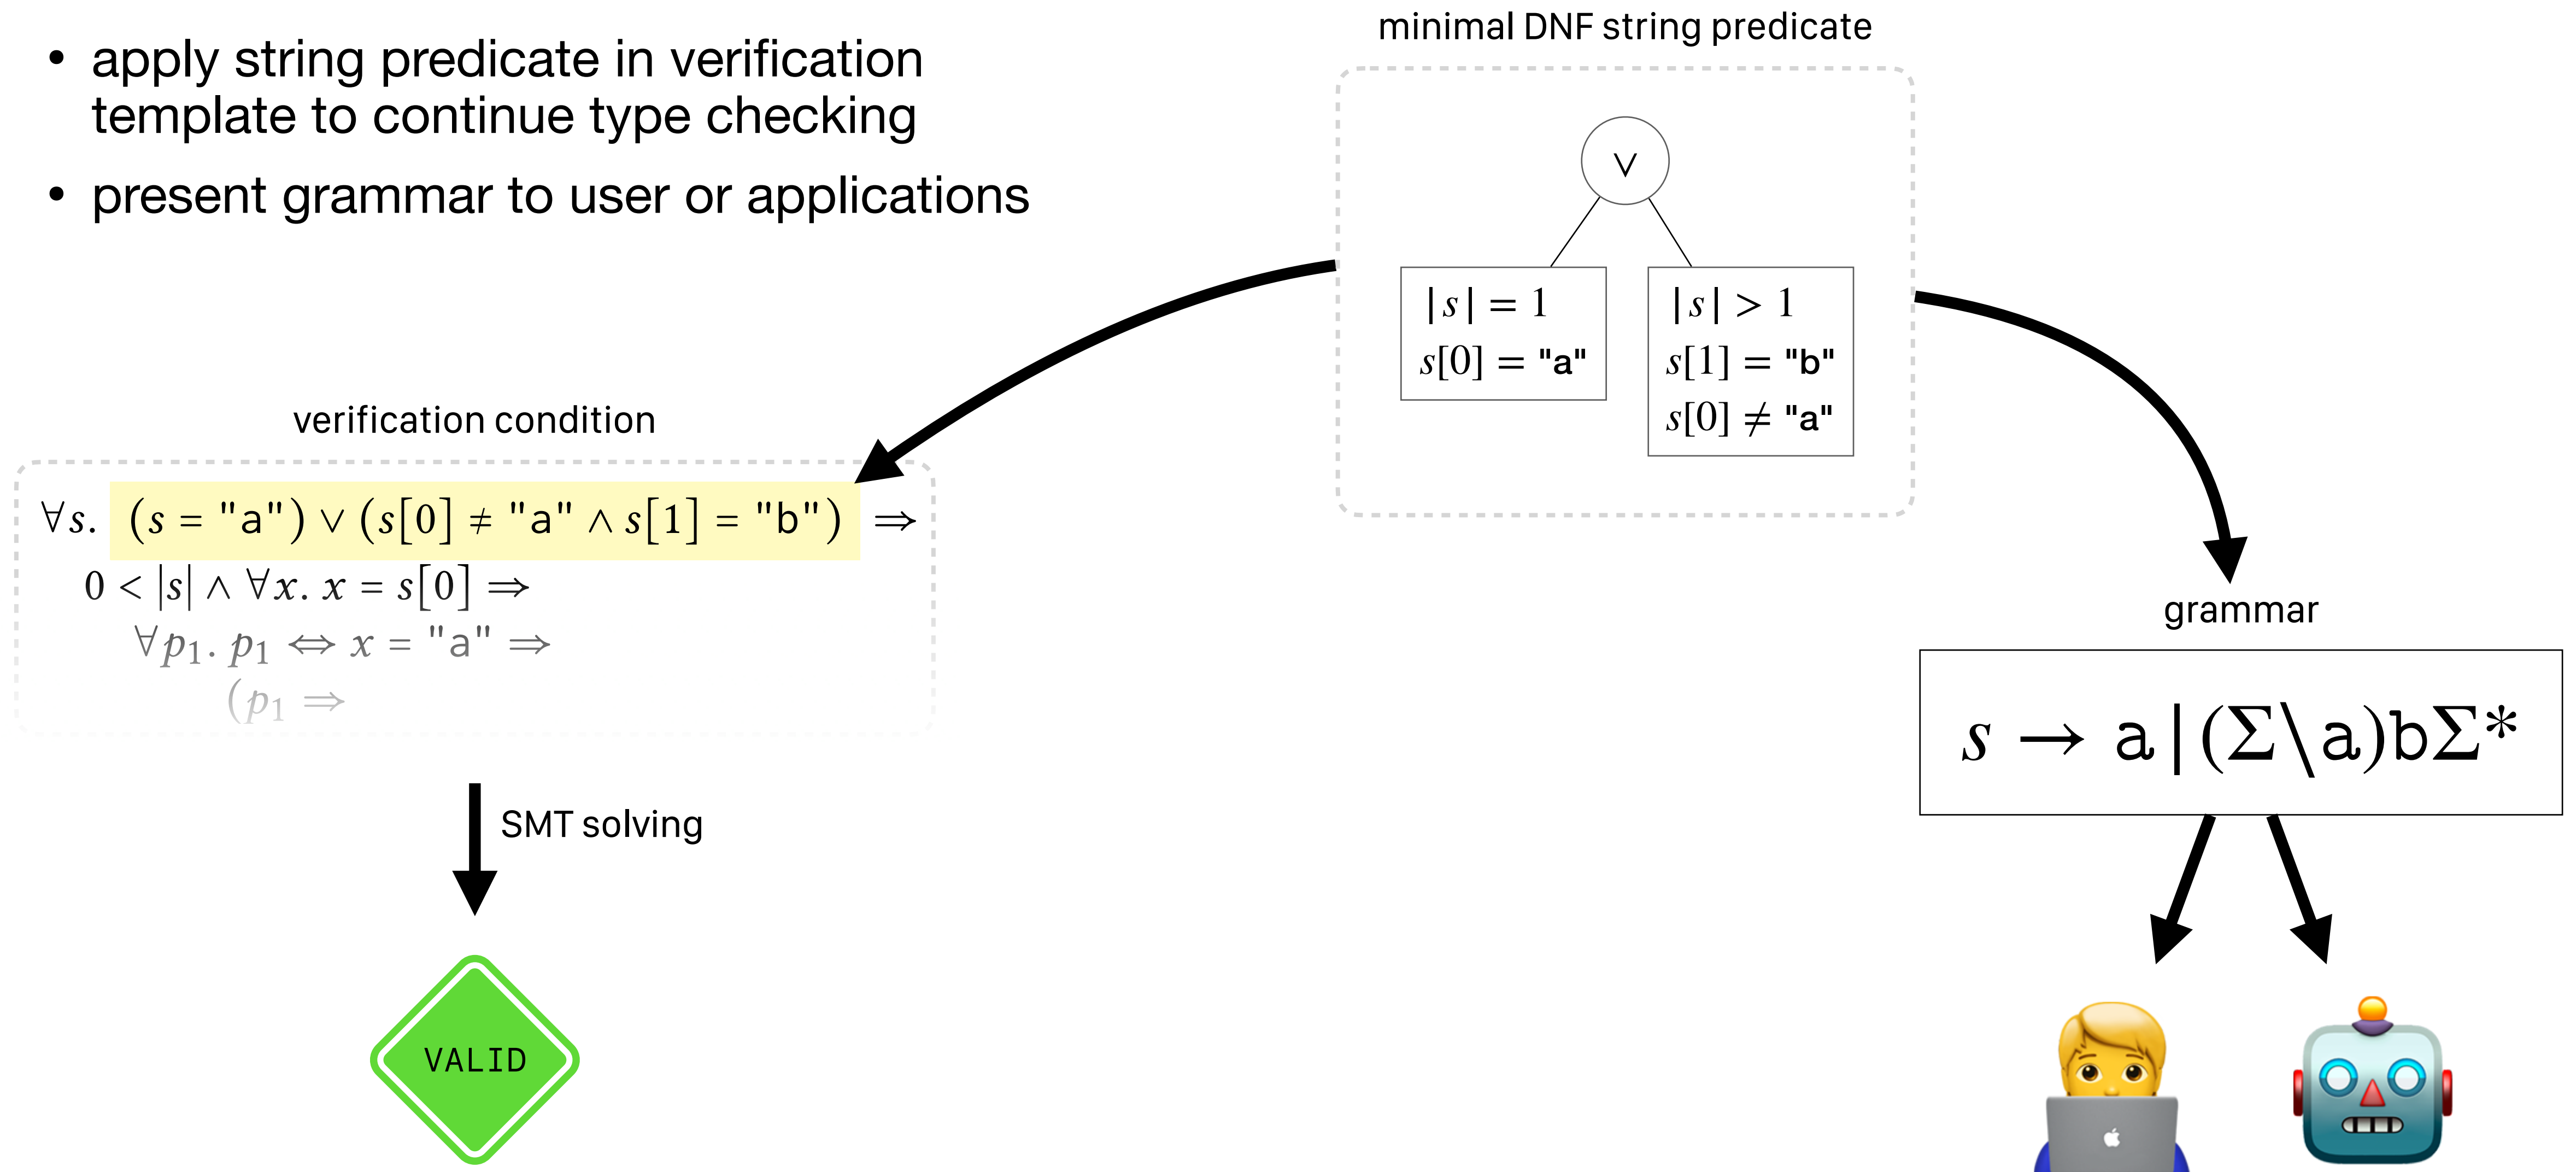 • apply string predicate in verification
template to continue type checking
• present grammar to user or applications
minimal DNF string predicate
∨
|s| = 1
s[0] = "a"
|s| > 1
s[1] = "b"
s[0] ≠ "a"
verification condition
∀s. (s = "a") ∨ (s[0] ≠ "a" ∧ s[1] = "b") ⇒
0 < |s| ∧ ∀x. x = s[0] ⇒
∀p₁. p₁ ⇔ x = "a" ⇒
(p₁ ⇒
SMT solving
VALID
grammar
s → a|(Σ\a)bΣ*